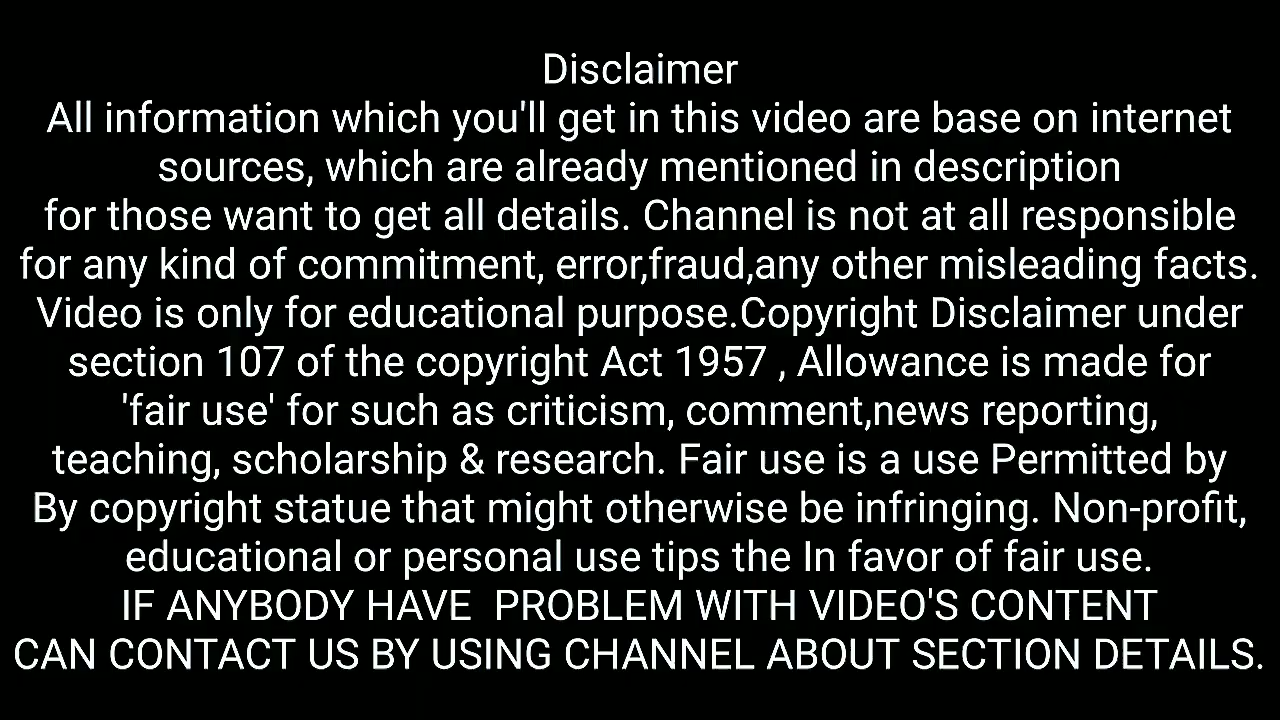 Disclaimer
All information which you'll get in this video are base on internet
sources, which are already mentioned in description
for those want to get all details. Channel is not at all responsible
for any kind of commitment, error,fraud,any other misleading facts.
Video is only for educational purpose.Copyright Disclaimer under
section 107 of the copyright Act 1957 , Allowance is made for
'fair use' for such as criticism, comment,news reporting,
teaching, scholarship & research. Fair use is a use Permitted by
By copyright statue that might otherwise be infringing. Non-profit,
educational or personal use tips the In favor of fair use.
IF ANYBODY HAVE  PROBLEM WITH VIDEO'S CONTENT
CAN CONTACT US BY USING CHANNEL ABOUT SECTION DETAILS.